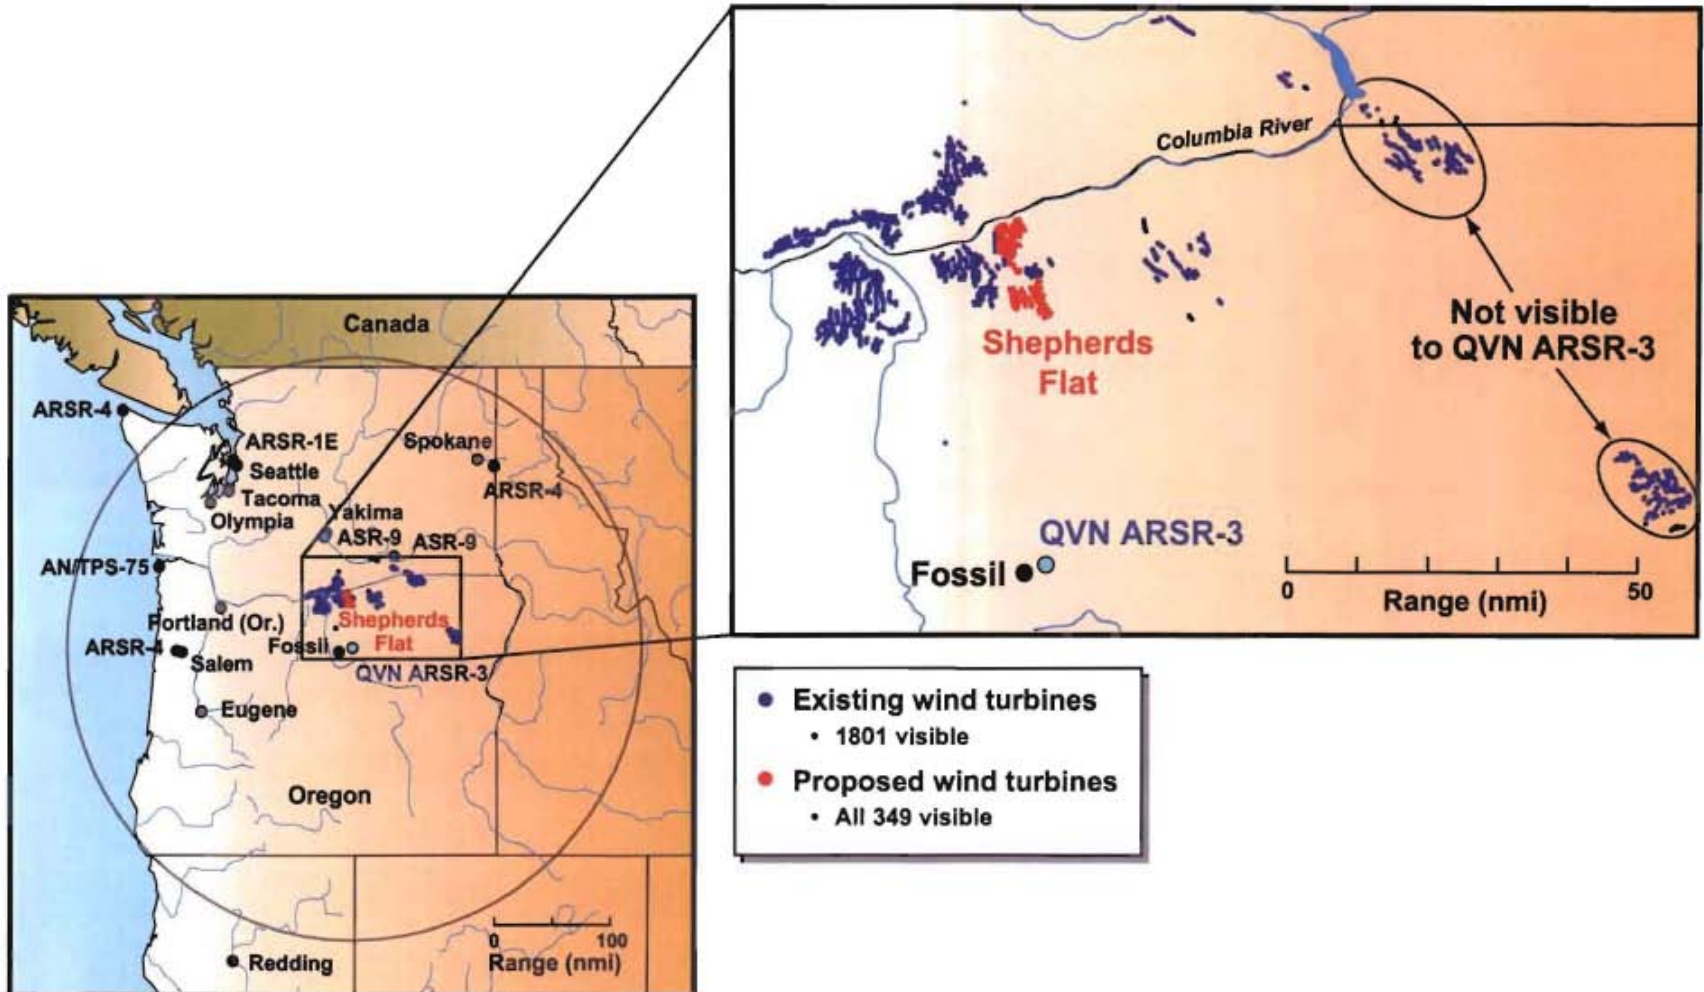 Canada
ARSR-4
ARSR-1E
Seattle
Tacoma
Olympia
Spokane
ARSR-4
Yakima
ASR-9
ASR-9
AN/TPS-75
Portland (Or.)
ARSR-4
Salem
Shepherds
Flat
Fossil
QVN ARSR-3
Eugene
Oregon
Redding
0 100
Range (nmi)
Columbia River
Shepherds
Flat
Not visible
to QVN ARSR-3
QVN ARSR-3
Fossil
0 50
Range (nmi)
Existing wind turbines
• 1801 visible
Proposed wind turbines
• All 349 visible